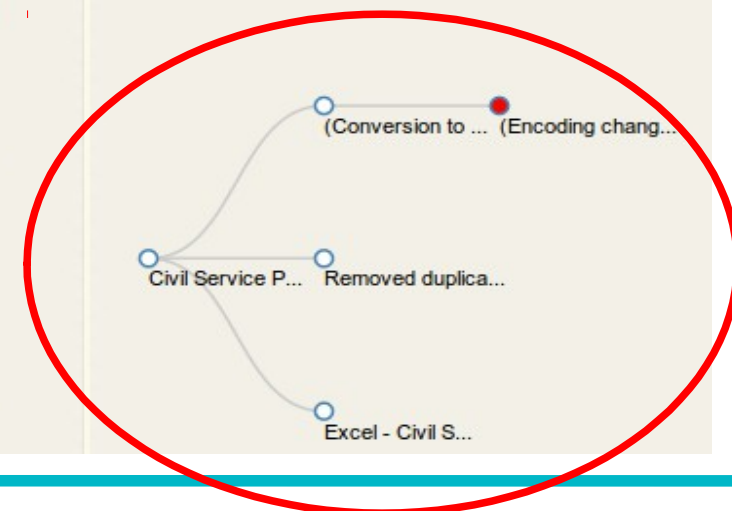 (Conversion to ... (Encoding chang...
Civil Service P... Removed duplica...
Excel - Civil S...